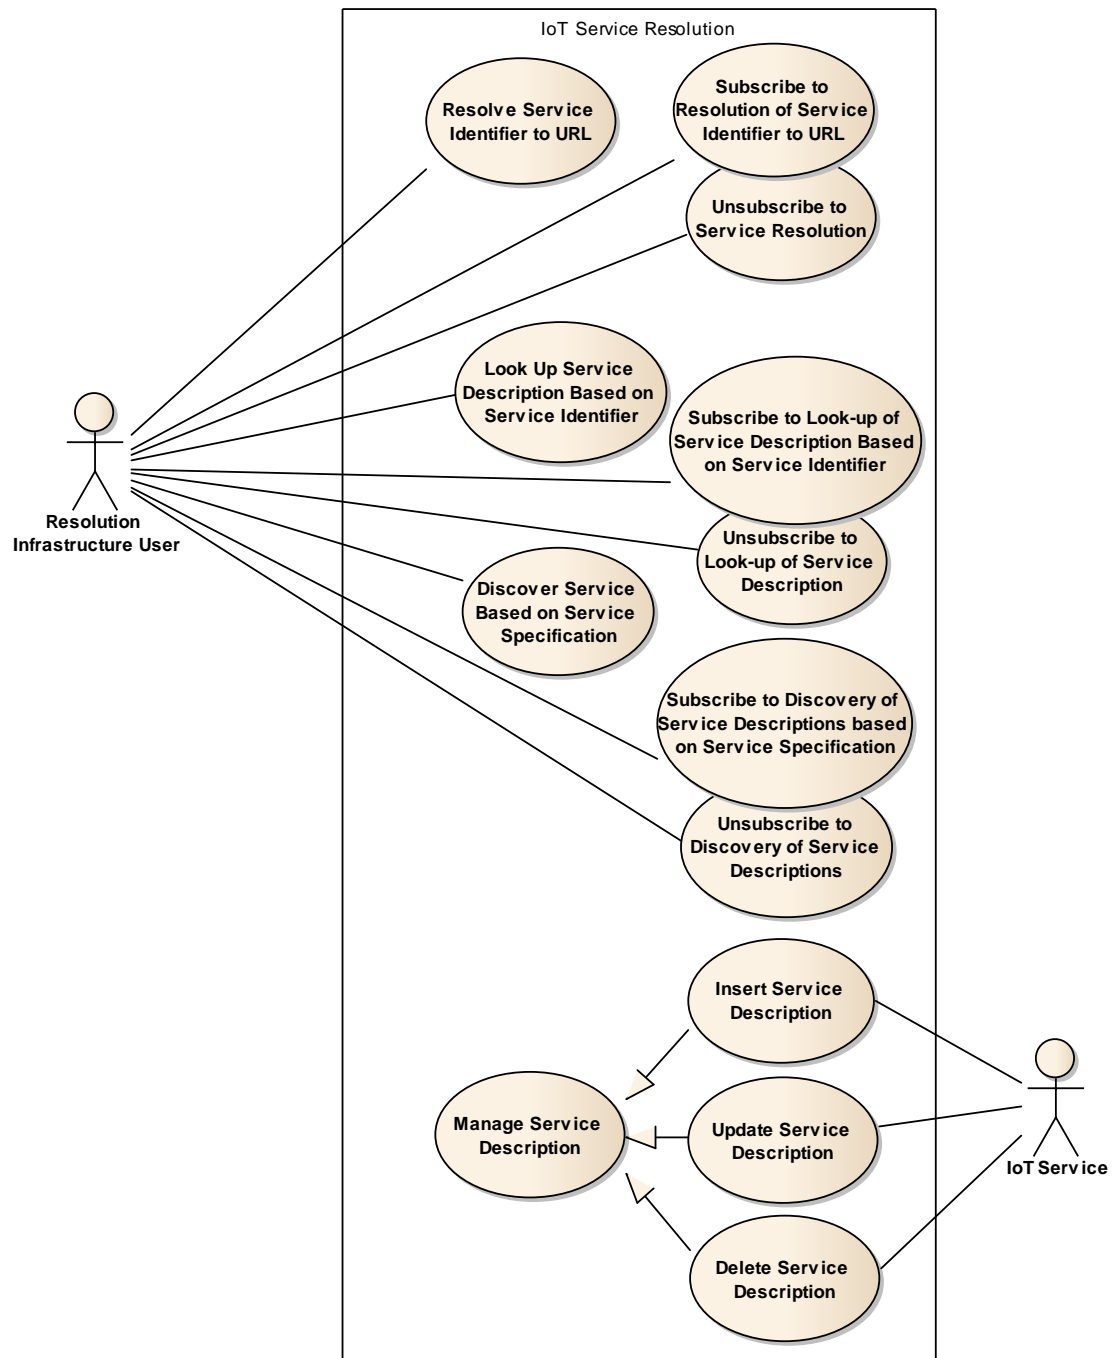 IoT Service Resolution
Resolve Service
Identifier to URL
Subscribe to
Resolution of Service
Identifier to URL
Unsubscribe to
Service Resolution
Look Up Service
Description Based on
Service Identifier
Subscribe to Look-up of
Service Description Based
on Service Identifier
Resolution
Infrastructure User
Unsubscribe to
Look-up of Service
Description
Discover Service
Based on Service
Specification
Subscribe to Discovery of
Service Descriptions based
on Service Specification
Unsubscribe to
Discovery of Service
Descriptions
Insert Service
Description
Manage Service
Description
Update Service
Description
IoT Service
Delete Service
Description